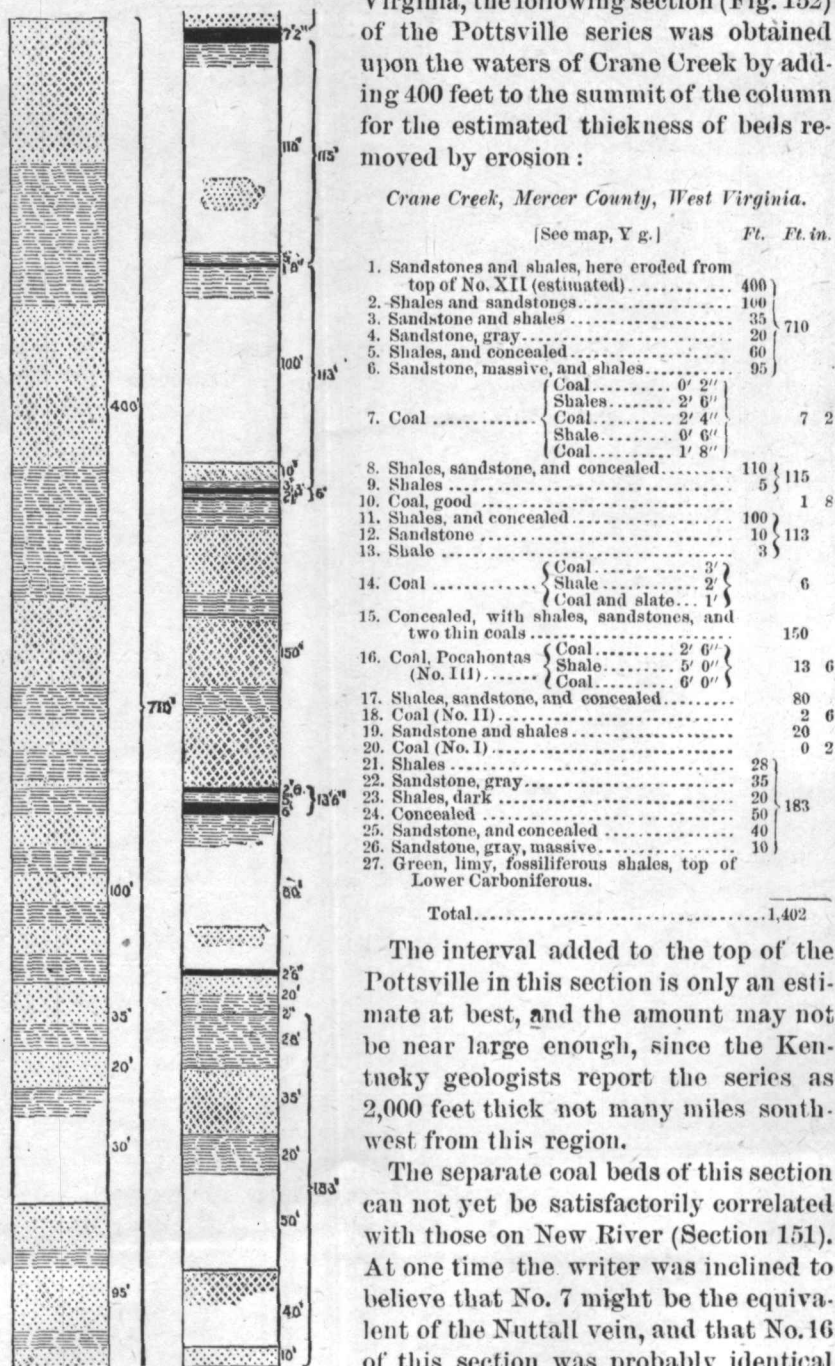 Virginia, the following section (Fig. 152)
of the Pottsville series was obtained
upon the waters of Crane Creek by add-
ing 400 feet to the summit of the column
for the estimated thickness of beds re-
moved by erosion :
Crane Creek, Mercer County, West Virginia.
[See map, Y g.] Ft. Ft. in.
1. Sandstones and shales, here eroded from
top of No. XII (estimated) 400
2. Shales and sandstones 100
3. Sandstone and shales 35 710
4. Sandstone, gray 20
5. Shales, and concealed 60
6. Sandstone, massive, and shales 95
Coal 0' 2"
Shales 2' 6"
7. Coal Coal 2' 4" 7 2
Shale 0' 6"
Coal 1' 8"
8. Shales, sandstone, and concealed 110 115
9. Shales 5
10. Coal, good 1 8
11. Shales, and concealed 100
12. Sandstone 10 113
13. Shale 3
Coal 3'
14. Coal Shale 2' 6
Coal and slate 1'
15. Concealed, with shales, sandstones, and
two thin coals 150
16. Coal, Pocahontas Coal 2' 6"
(No. III) Shale 5' 0" 13 6
Coal 6' 0"
17. Shales, sandstone, and concealed 80
18. Coal (No. II) 2 6
19. Sandstone and shales 20
20. Coal (No. I) 0 2
21. Shales 28
22. Sandstone, gray 35
23. Shales, dark 20 183
24. Concealed 50
25. Sandstone, and concealed 40
26. Sandstone, gray, massive 10
27. Green, limy, fossiliferous shales, top of
Lower Carboniferous.
Total 1,402
The interval added to the top of the
Pottsville in this section is only an esti-
mate at best, and the amount may not
be near large enough, since the Ken-
tucky geologists report the series as
2,000 feet thick not many miles south-
west from this region.
The separate coal beds of this section
can not yet be satisfactorily correlated
with those on New River (Section 151).
At one time the writer was inclined to
believe that No. 7 might be the equiva-
lent of the Nuttall vein, and that No. 16
of this section was probably identical
400'
710'
100'
35'
20'
30'
95'
7'2"
110'
115'
1'8"
100'
113'
10'
6'
150'
13'6"
80'
2'6"
20'
2"
28'
35'
20'
183'
50'
40'
10'